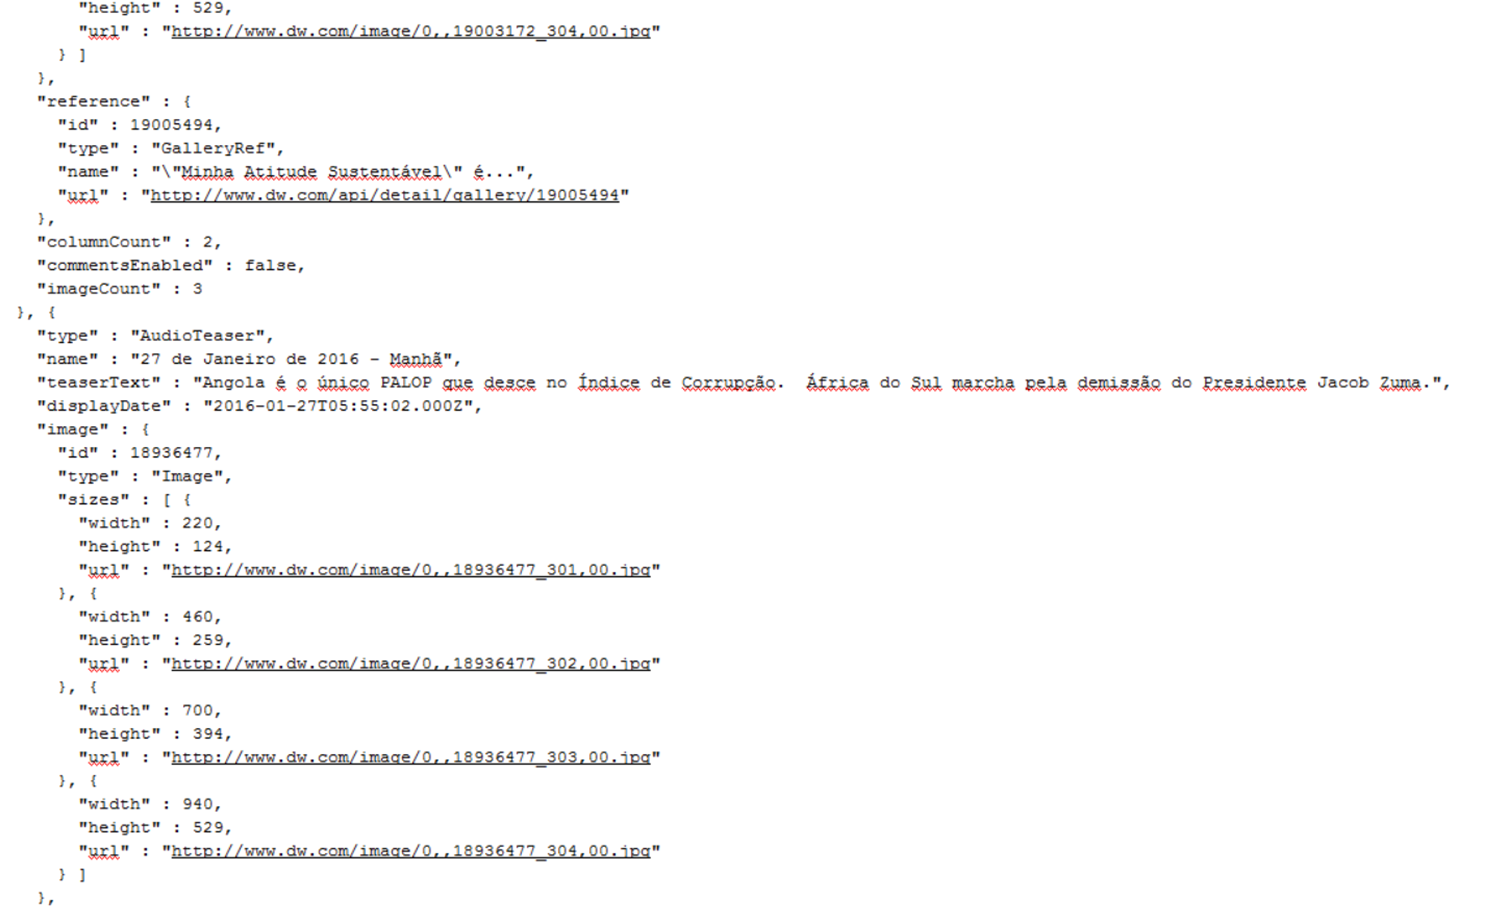 "height" : 529,
"url" : "http://www.dw.com/image/0,,19003172_304,00.jpg"
} ]
},
"reference" : {
"id" : 19005494,
"type" : "GalleryRef",
"name" : "\"Minha Atitude Sustentável\" é...",
"url" : "http://www.dw.com/api/detail/gallery/19005494"
},
"columnCount" : 2,
"commentsEnabled" : false,
"imageCount" : 3
}, {
"type" : "AudioTeaser",
"name" : "27 de Janeiro de 2016 – Manhã",
"teaserText" : "Angola é o único PALOP que desce no Índice de Corrupção.  África do Sul marcha pela demissão do Presidente Jacob Zuma.",
"displayDate" : "2016-01-27T05:55:02.000Z",
"image" : {
"id" : 18936477,
"type" : "Image",
"sizes" : [ {
"width" : 220,
"height" : 124,
"url" : "http://www.dw.com/image/0,,18936477_301,00.jpg"
}, {
"width" : 460,
"height" : 259,
"url" : "http://www.dw.com/image/0,,18936477_302,00.jpg"
}, {
"width" : 700,
"height" : 394,
"url" : "http://www.dw.com/image/0,,18936477_303,00.jpg"
}, {
"width" : 940,
"height" : 529,
"url" : "http://www.dw.com/image/0,,18936477_304,00.jpg"
} ]
},